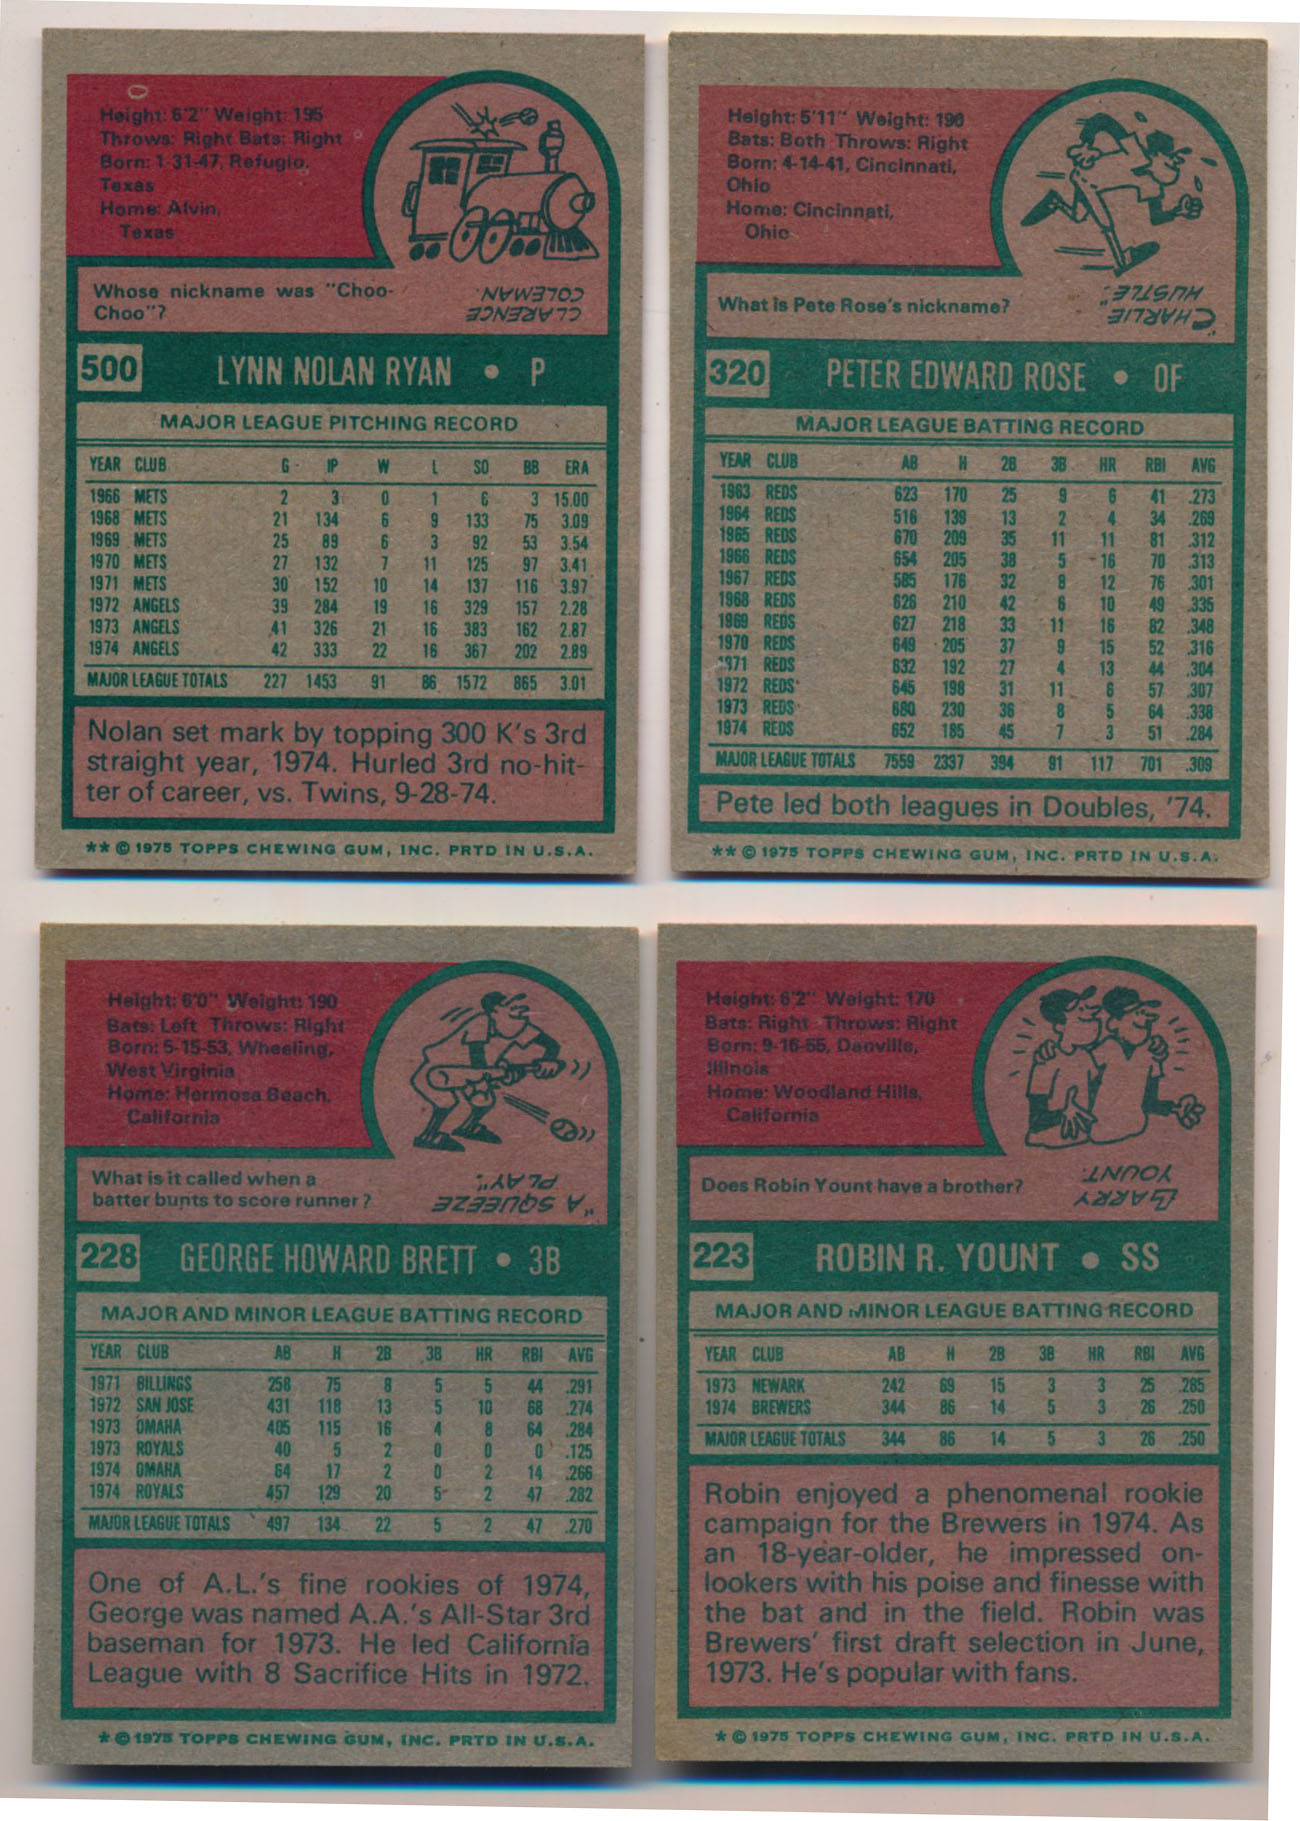 Height: 6'2" Weight: 195
Throws: Right Bats: Right
Born: 1-31-47, Refugio,
Texas
Home: Alvin,
Texas
Whose nickname was "Choo-
Choo"?
CLARENCE
COLEMAN.
500 LYNN NOLAN RYAN • P
MAJOR LEAGUE PITCHING RECORD
YEAR CLUB G IP W L SO BB ERA
1966 METS 2 3 0 1 6 3 15.00
1968 METS 21 134 6 9 133 75 3.09
1969 METS 25 89 6 3 92 53 3.54
1970 METS 27 132 7 11 125 97 3.41
1971 METS 30 152 10 14 137 116 3.97
1972 ANGELS 39 284 19 16 329 157 2.28
1973 ANGELS 41 326 21 16 383 162 2.87
1974 ANGELS 42 333 22 16 367 202 2.89
MAJOR LEAGUE TOTALS 227 1453 91 86 1572 865 3.01
Nolan set mark by topping 300 K's 3rd
straight year, 1974. Hurled 3rd no-hit-
ter of career, vs. Twins, 9-28-74.
** © 1975 TOPPS CHEWING GUM, INC. PRTD IN U.S.A.
Height: 5'11" Weight: 190
Bats: Both Throws: Right
Born: 4-14-41, Cincinnati,
Ohio
Home: Cincinnati,
Ohio
What is Pete Rose's nickname?
"CHARLIE
HUSTLE."
320 PETER EDWARD ROSE • OF
MAJOR LEAGUE BATTING RECORD
YEAR CLUB AB H 2B 3B HR RBI AVG
1963 REDS 623 170 25 9 6 41 .273
1964 REDS 516 139 13 2 4 34 .269
1965 REDS 670 209 35 11 11 81 .312
1966 REDS 654 205 38 5 16 70 .313
1967 REDS 585 176 32 8 12 76 .301
1968 REDS 626 210 42 6 10 49 .335
1969 REDS 627 218 33 11 16 82 .348
1970 REDS 649 205 37 9 15 52 .316
1971 REDS 632 192 27 4 13 44 .304
1972 REDS 645 198 31 11 6 57 .307
1973 REDS 680 230 36 8 5 64 .338
1974 REDS 652 185 45 7 3 51 .284
MAJOR LEAGUE TOTALS 7559 2337 394 91 117 701 .309
Pete led both leagues in Doubles, '74.
** © 1975 TOPPS CHEWING GUM, INC. PRTD IN U.S.A.
Height: 6'0" Weight: 190
Bats: Left Throws: Right
Born: 5-15-53, Wheeling,
West Virginia
Home: Hermosa Beach,
California
What is it called when a
batter bunts to score runner?
"A SQUEEZE
PLAY".
228 GEORGE HOWARD BRETT • 3B
MAJOR AND MINOR LEAGUE BATTING RECORD
YEAR CLUB AB H 2B 3B HR RBI AVG
1971 BILLINGS 258 75 8 5 5 44 .291
1972 SAN JOSE 431 118 13 5 10 68 .274
1973 OMAHA 405 115 16 4 8 64 .284
1973 ROYALS 40 5 2 0 0 0 .125
1974 OMAHA 64 17 2 0 2 14 .266
1974 ROYALS 457 129 20 5 2 47 .282
MAJOR LEAGUE TOTALS 497 134 22 5 2 47 .270
One of A.L.'s fine rookies of 1974,
George was named A.A.'s All-Star 3rd
baseman for 1973. He led California
League with 8 Sacrifice Hits in 1972.
* © 1975 TOPPS CHEWING GUM, INC. PRTD IN U.S.A.
Height: 6'2" Weight: 170
Bats: Right Throws: Right
Born: 9-16-55, Danville,
Illinois
Home: Woodland Hills,
California
Does Robin Yount have a brother?
LARRY
YOUNT.
223 ROBIN R. YOUNT • SS
MAJOR AND MINOR LEAGUE BATTING RECORD
YEAR CLUB AB H 2B 3B HR RBI AVG
1973 NEWARK 242 69 15 3 3 25 .285
1974 BREWERS 344 86 14 5 3 26 .250
MAJOR LEAGUE TOTALS 344 86 14 5 3 26 .250
Robin enjoyed a phenomenal rookie
campaign for the Brewers in 1974. As
an 18-year-older, he impressed on-
lookers with his poise and finesse with
the bat and in the field. Robin was
Brewers' first draft selection in June,
1973. He's popular with fans.
* © 1975 TOPPS CHEWING GUM, INC. PRTD IN U.S.A.